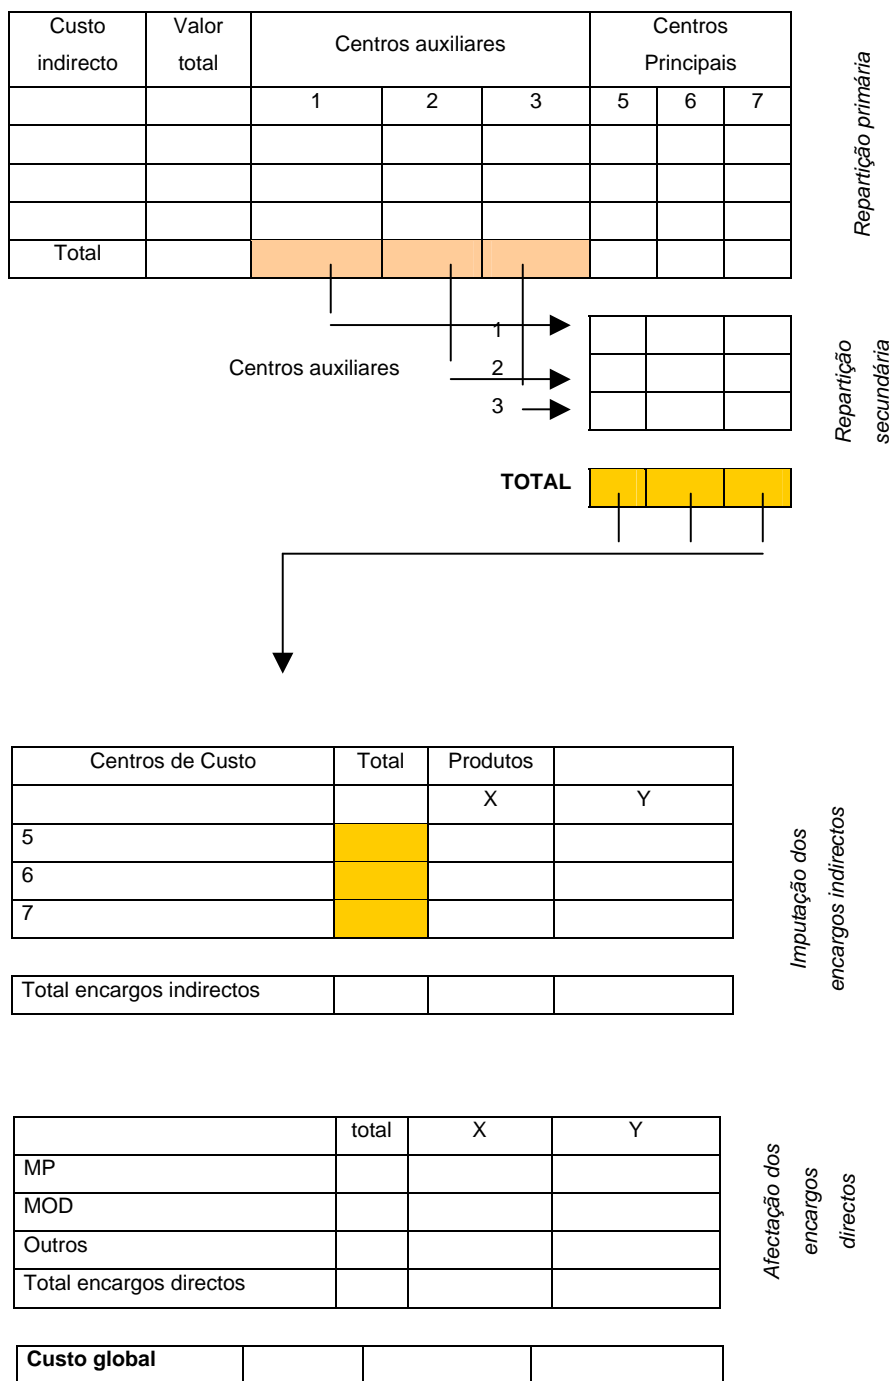 Custo indirecto Valor total Centros auxiliares Centros Principais
1 2 3 5 6 7
Total
Repartição primária
1
Centros auxiliares 2
3
Repartição secundária
TOTAL
Centros de Custo Total Produtos
X Y
5
6
7
Total encargos indirectos
Imputação dos encargos indirectos
total X Y
MP
MOD
Outros
Total encargos directos
Afectação dos encargos directos
Custo global